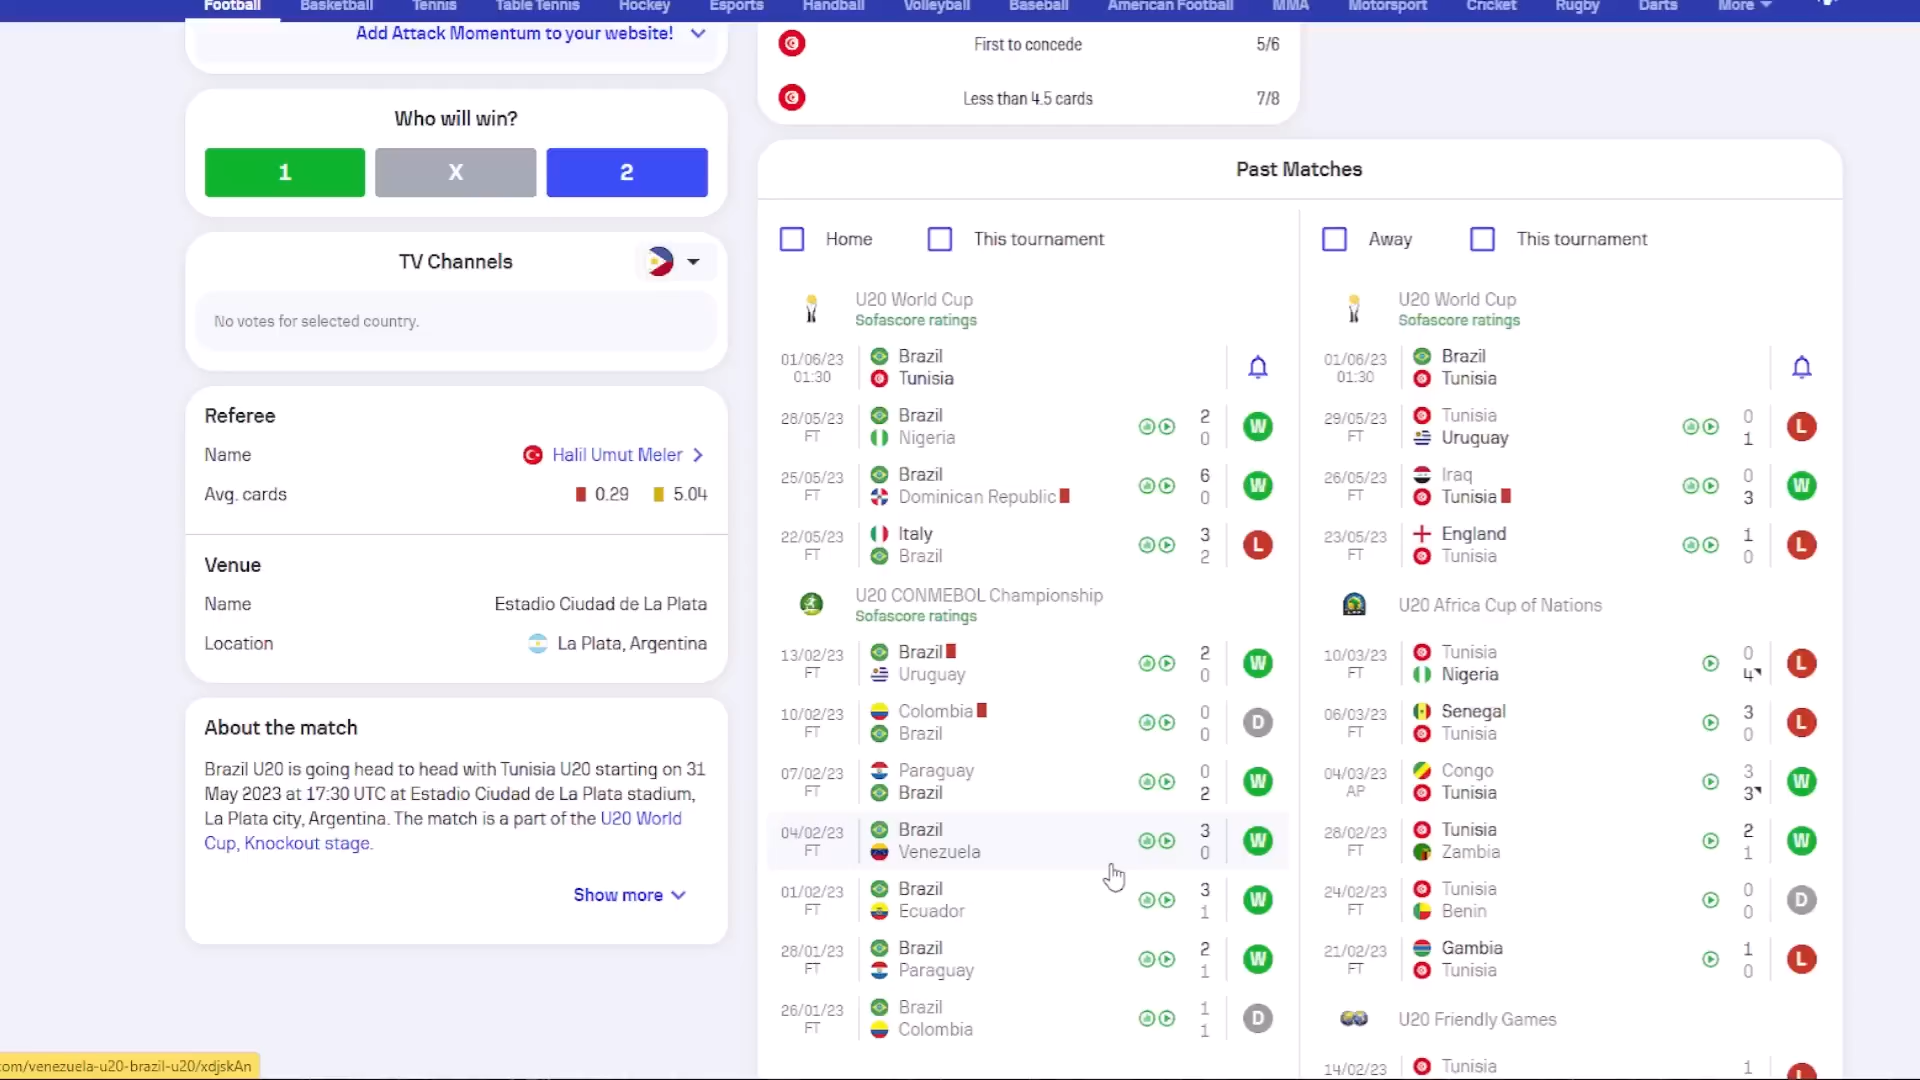 Football Basketball Tennis Table Tennis Hockey Esports Handball Volleyball Baseball American Football MMA Motorsport Cricket Rugby Darts More
Add Attack Momentum to your website!
Who will win?
1 X 2
TV Channels
No votes for selected country.
Referee
Name Halil Umut Meler
Avg. cards 0.29 5.04
Venue
Name Estadio Ciudad de La Plata
Location La Plata, Argentina
About the match
Brazil U20 is going head to head with Tunisia U20 starting on 31
May 2023 at 17:30 UTC at Estadio Ciudad de La Plata stadium,
La Plata city, Argentina. The match is a part of the U20 World
Cup, Knockout stage.
Show more
First to concede 5/6
Less than 4.5 cards 7/8
Past Matches
Home This tournament
U20 World Cup
Sofascore ratings
01/06/23 Brazil
01:30 Tunisia
28/05/23 Brazil 2 W
FT Nigeria 0
25/05/23 Brazil 6 W
FT Dominican Republic 0
22/05/23 Italy 3 L
FT Brazil 2
U20 CONMEBOL Championship
Sofascore ratings
13/02/23 Brazil 2 W
FT Uruguay 0
10/02/23 Colombia 0 D
FT Brazil 0
07/02/23 Paraguay 0 W
FT Brazil 2
04/02/23 Brazil 3 W
FT Venezuela 0
01/02/23 Brazil 3 W
FT Ecuador 1
28/01/23 Brazil 2 W
FT Paraguay 1
26/01/23 Brazil 1 D
FT Colombia 1
Away This tournament
U20 World Cup
Sofascore ratings
01/06/23 Brazil
01:30 Tunisia
29/05/23 Tunisia 0 L
FT Uruguay 1
26/05/23 Iraq 0 W
FT Tunisia 3
23/05/23 England 1 L
FT Tunisia 0
U20 Africa Cup of Nations
10/03/23 Tunisia 0 L
FT Nigeria 4
06/03/23 Senegal 3 L
FT Tunisia 0
04/03/23 Congo 3 W
AP Tunisia 3
28/02/23 Tunisia 2 W
FT Zambia 1
24/02/23 Tunisia 0 D
FT Benin 0
21/02/23 Gambia 1 L
FT Tunisia 0
U20 Friendly Games
14/02/23 Tunisia 1 L
com/venezuela-u20-brazil-u20/xdjskAn